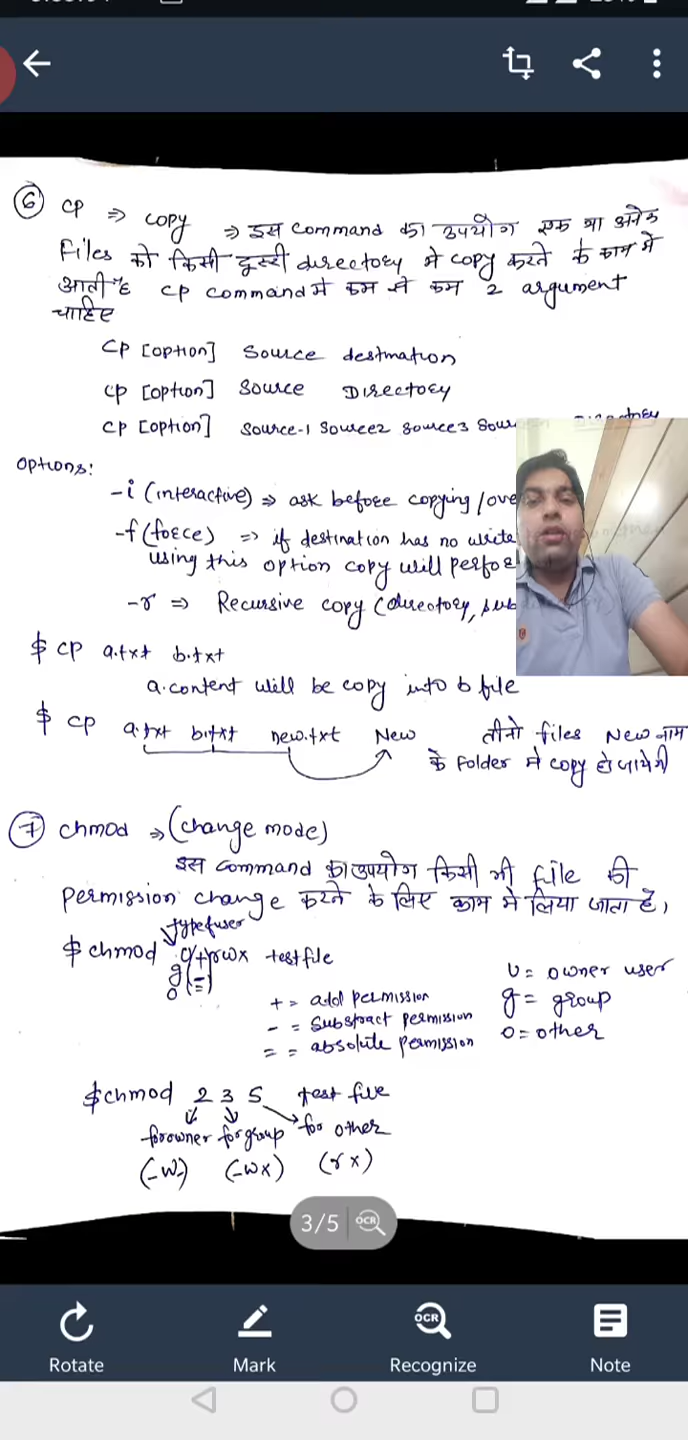 ⑥ cp ⇒ copy ⇒ इस command का उपयोग एक या अनेक
Files को किसी दूसरी directory मे copy करने के काम मे
आती है cp command मे कम से कम 2 argument
चाहिए
cp [option] Source destination
cp [option] Source Directory
cp [option] Source-1 Source2 Source3
options:
-i (interactive) ⇒ ask before copying /
-f (force) ⇒ if destination has no write
using this option copy will
-r ⇒ Recursive copy (directory,
$ cp a.txt b.txt
a.content will be copy into b file
$ cp a.txt b.txt new.txt New तीनो files New नाम
के Folder मे copy हो जायेगी
⑦ chmod ⇒ (change mode)
इस command का उपयोग किसी भी file की
Permission change करने के लिए काम मे लिया जाता है।
typefuser
$ chmod +rwx testfile
g (-)
o (=)
u = owner user
+ = add permission
g = group
- = Substract permission
o = other
= = absolute permission
$chmod 2 3 5 test file
for owner for group for other
(-w-) (-wx) (r x)
3/5 OCR
OCR
Rotate Mark Recognize Note